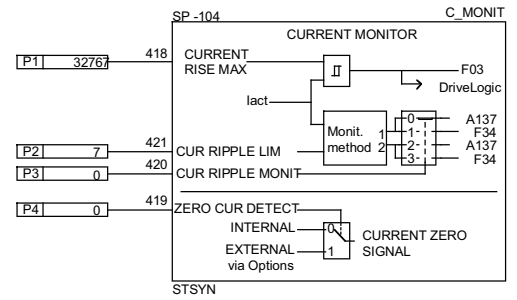 SP -104 C_MONIT
CURRENT MONITOR
P1 32767 418 CURRENT RISE MAX
F03
DriveLogic
Iact
P2 7 421 CUR RIPPLE LIM
Monit. method 1 2
0 A137
1- F34
2- A137
3- F34
P3 0 420 CUR RIPPLE MONIT
P4 0 419 ZERO CUR DETECT
INTERNAL 0
EXTERNAL 1
via Options
CURRENT ZERO SIGNAL
STSYN